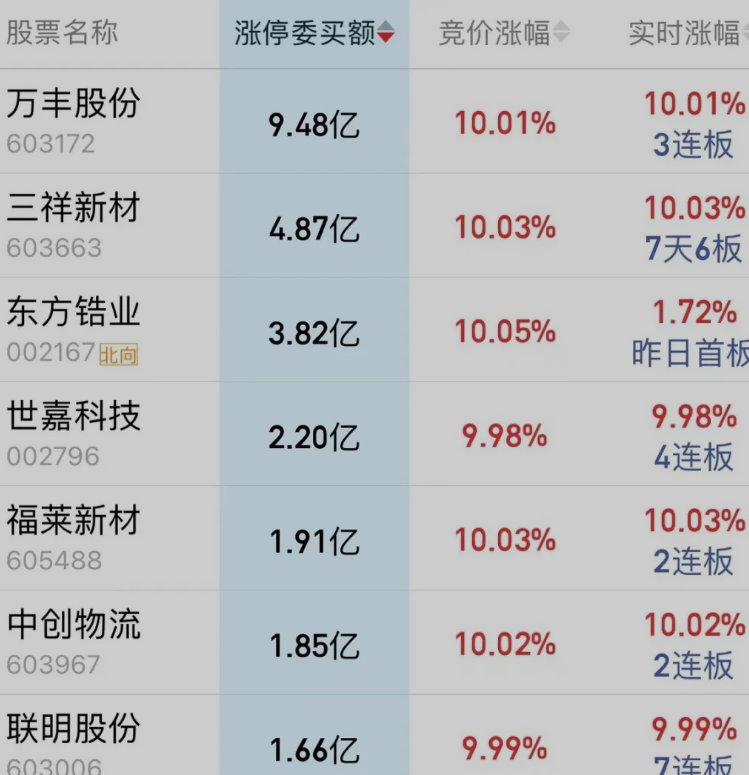 股票名称 涨停委买额 竞价涨幅 实时涨幅
万丰股份 9.48亿 10.01% 10.01%
603172 3连板
三祥新材 4.87亿 10.03% 10.03%
603663 7天6板
东方锆业 3.82亿 10.05% 1.72%
002167 北向 昨日首板
世嘉科技 2.20亿 9.98% 9.98%
002796 4连板
福莱新材 1.91亿 10.03% 10.03%
605488 2连板
中创物流 1.85亿 10.02% 10.02%
603967 2连板
联明股份 1.66亿 9.99% 9.99%
603006 7连板